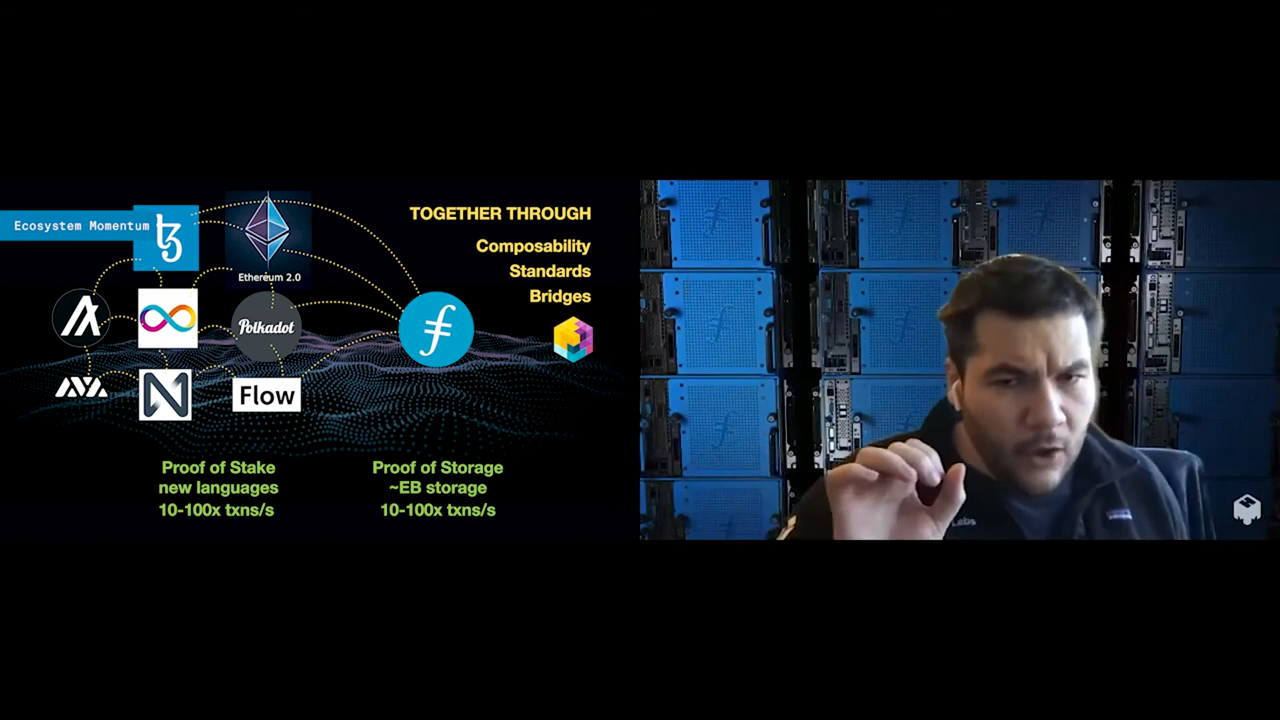 Ecosystem Momentum
Ethereum 2.0
Polkadot
Flow
TOGETHER THROUGH
Composability
Standards
Bridges
Proof of Stake
new languages
10-100x txns/s
Proof of Storage
~EB storage
10-100x txns/s
Labs